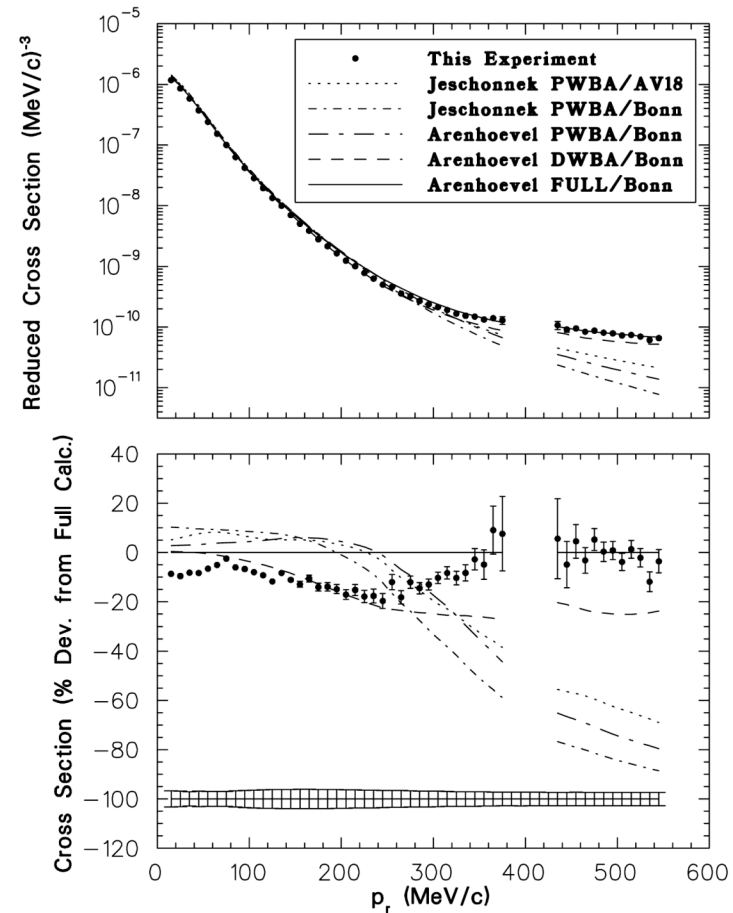 Reduced Cross Section (MeV/c)⁻³
10⁻⁵
10⁻⁶
10⁻⁷
10⁻⁸
10⁻⁹
10⁻¹⁰
10⁻¹¹
This Experiment
Jeschonnek PWBA/AV18
Jeschonnek PWBA/Bonn
Arenhoevel PWBA/Bonn
Arenhoevel DWBA/Bonn
Arenhoevel FULL/Bonn
Cross Section (% Dev. from Full Calc.)
40
20
0
−20
−40
−60
−80
−100
−120
0 100 200 300 400 500 600
pᵣ (MeV/c)